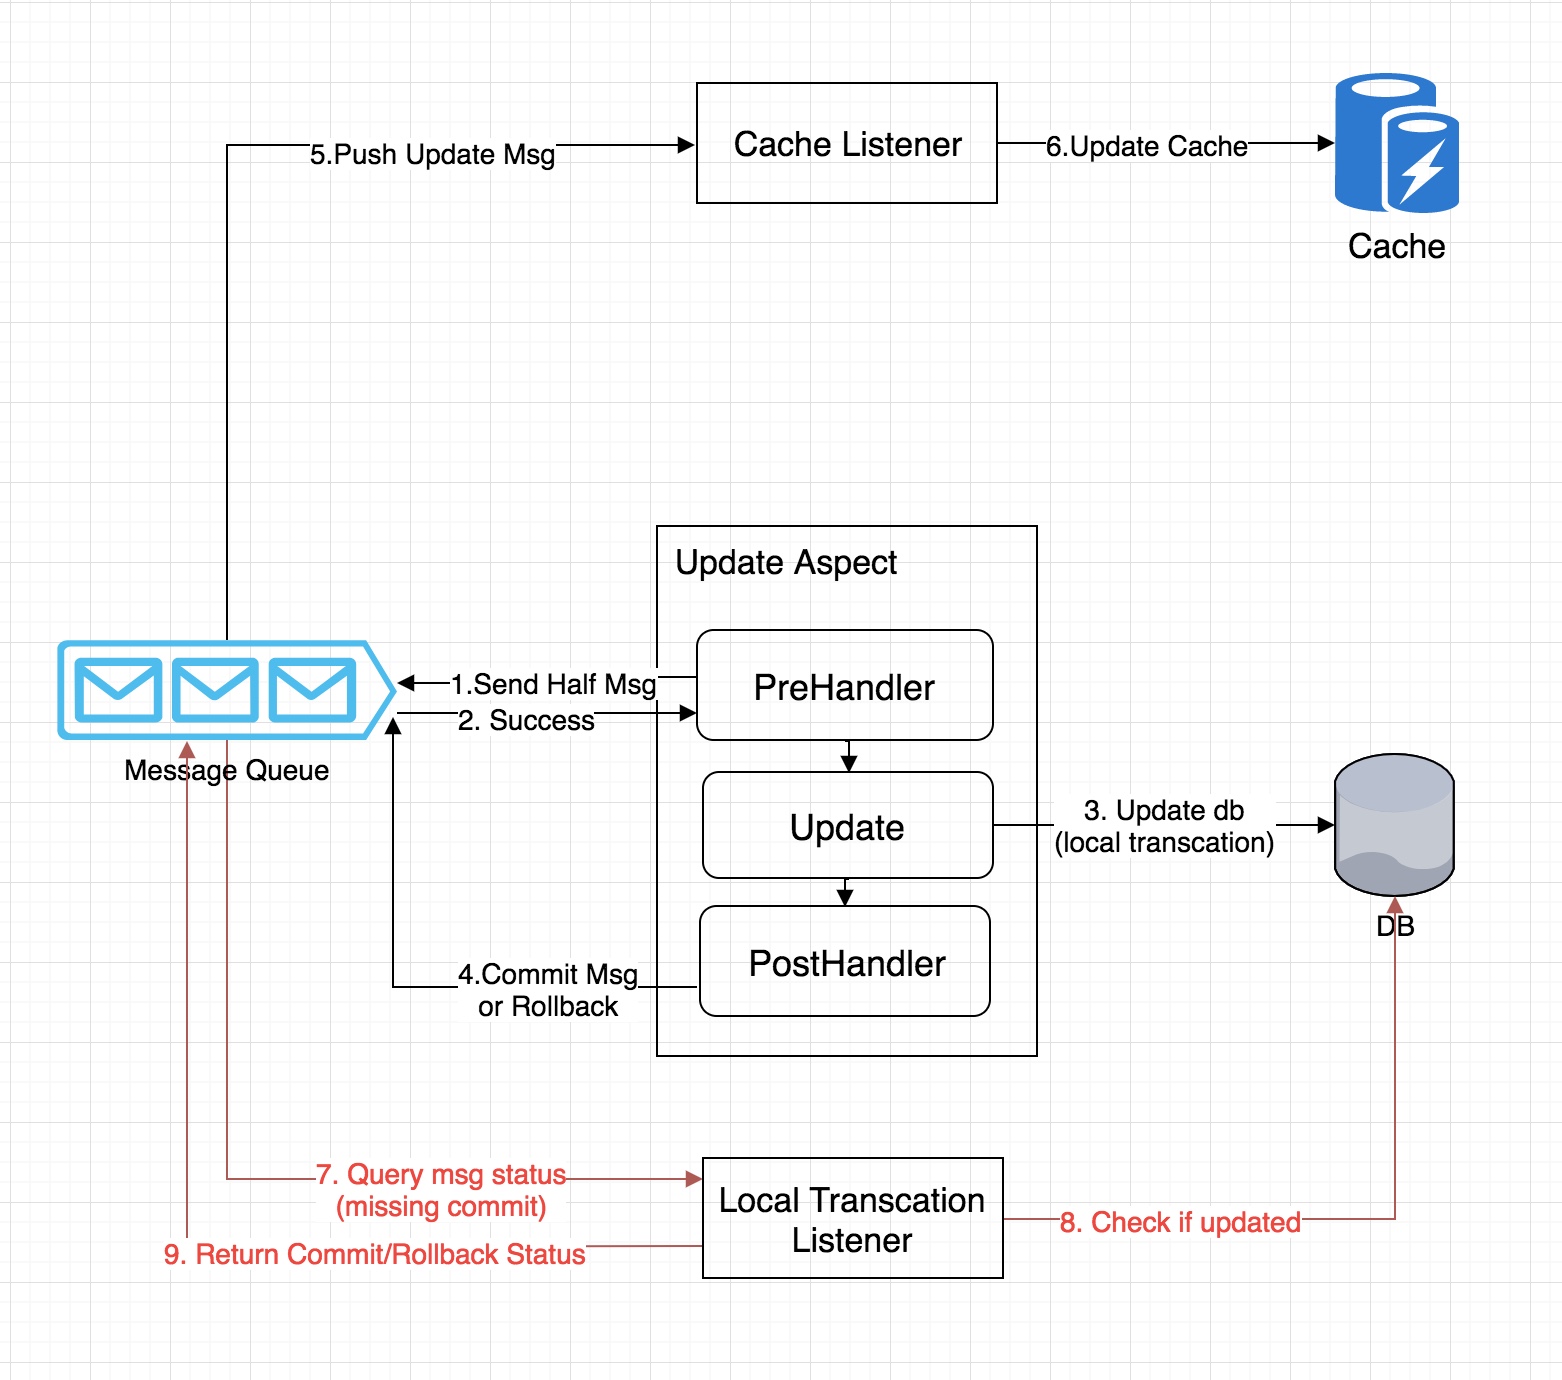 5.Push Update Msg
Cache Listener
6.Update Cache
Cache
Update Aspect
1.Send Half Msg
2. Success
PreHandler
Message Queue
Update
3. Update db
(local transcation)
DB
4.Commit Msg
or Rollback
PostHandler
7. Query msg status
(missing commit)
Local Transcation
Listener
8. Check if updated
9. Return Commit/Rollback Status